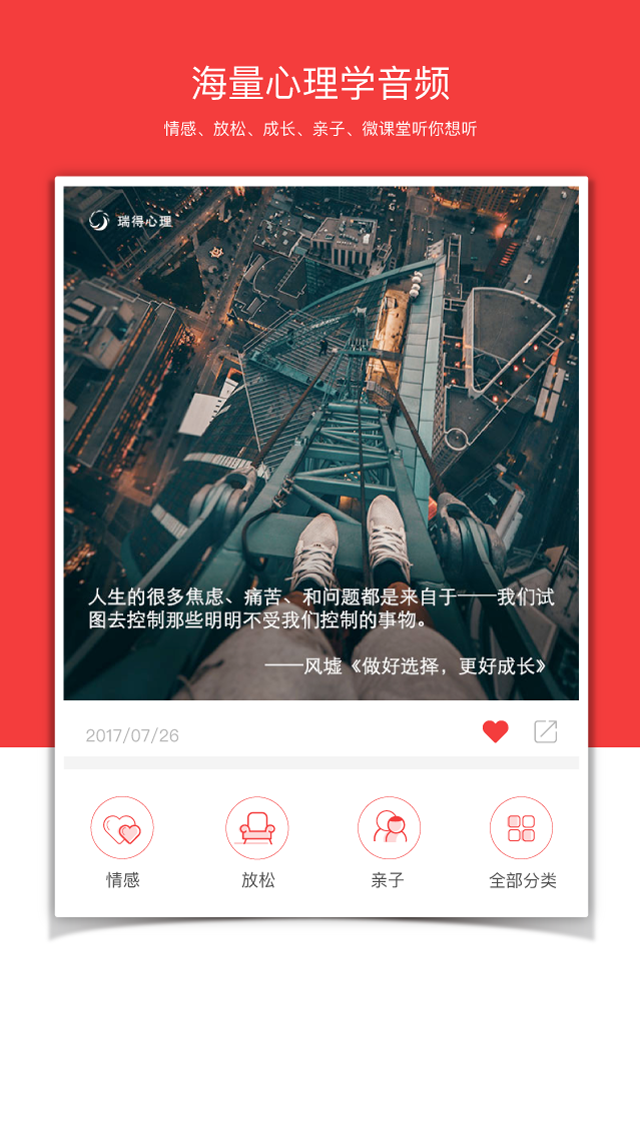 海量心理学音频
情感、放松、成长、亲子、微课堂听你想听
瑞得心理
人生的很多焦虑、痛苦、和问题都是来自于——我们试
图去控制那些明明不受我们控制的事物。
——风墟《做好选择，更好成长》
2017/07/26
情感
放松
亲子
全部分类